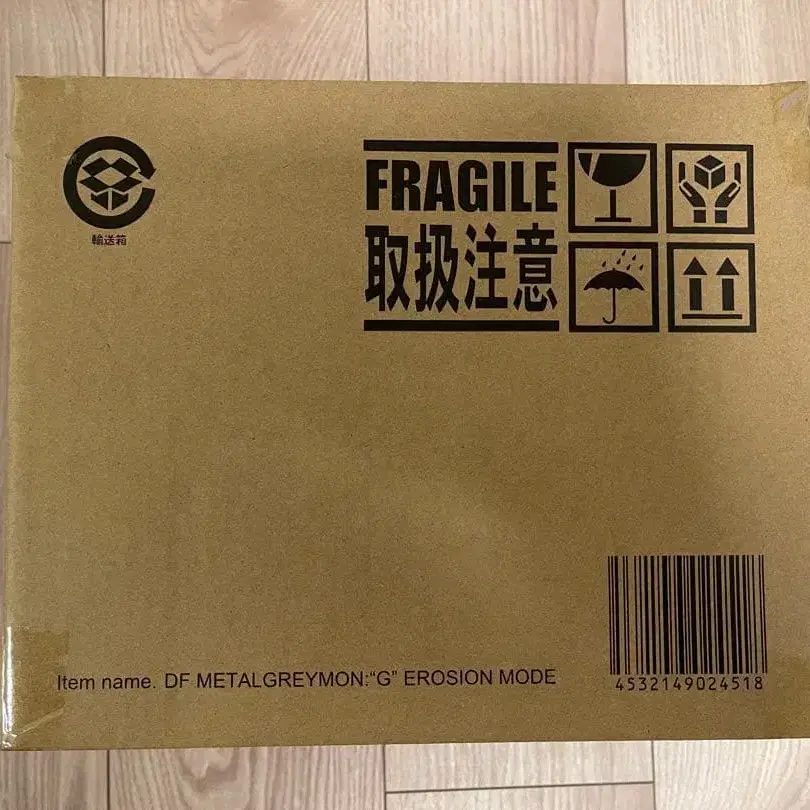 輸送箱
FRAGILE
取扱注意
Item name. DF METALGREYMON:“G” EROSION MODE
4532149024518